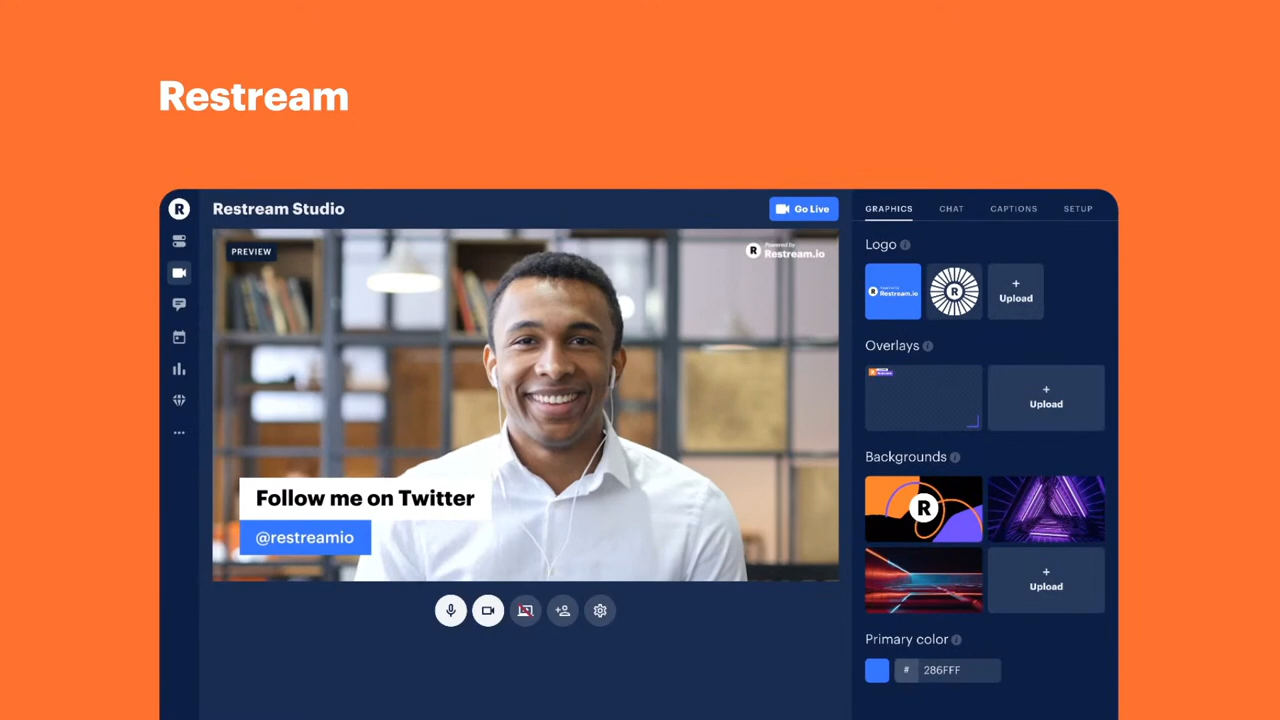 Restream
R
Restream Studio
Go Live
GRAPHICS
CHAT
CAPTIONS
SETUP
PREVIEW
R
Powered by
Restream.io
Follow me on Twitter
@restreamio
Logo
R
Restream.io
R
+
Upload
Overlays
+
Upload
Backgrounds
R
+
Upload
Primary color
# 286FFF